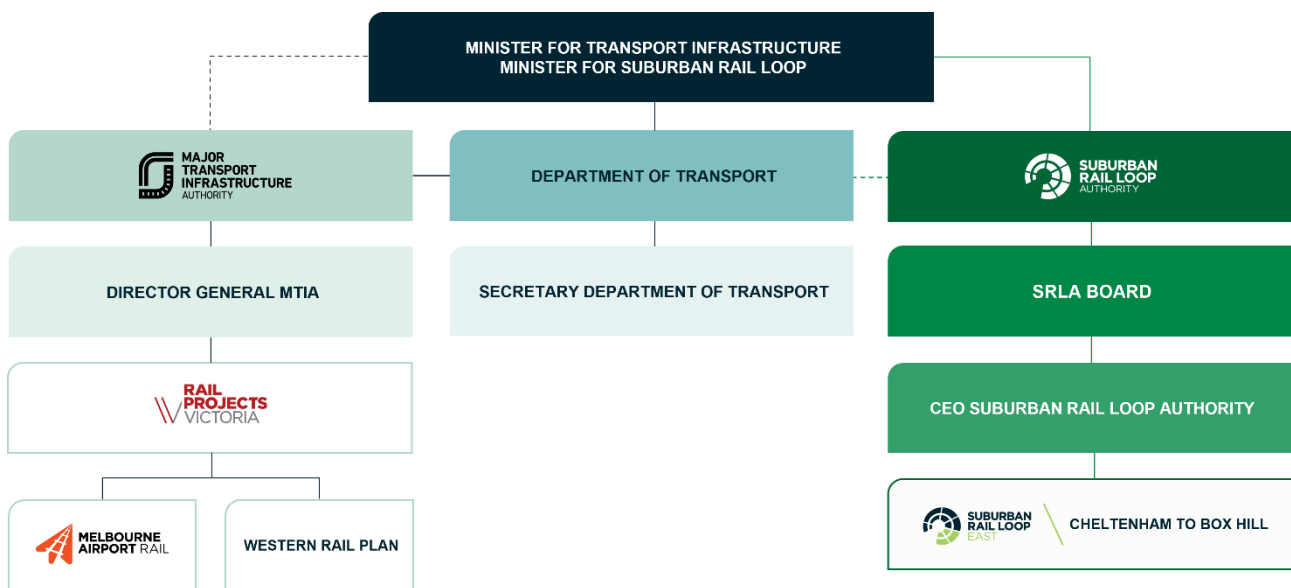 MINISTER FOR TRANSPORT INFRASTRUCTURE
MINISTER FOR SUBURBAN RAIL LOOP
MAJOR
TRANSPORT
INFRASTRUCTURE
AUTHORITY
DEPARTMENT OF TRANSPORT
SUBURBAN
RAIL LOOP
AUTHORITY
DIRECTOR GENERAL MTIA
SECRETARY DEPARTMENT OF TRANSPORT
SRLA BOARD
RAIL
PROJECTS
VICTORIA
CEO SUBURBAN RAIL LOOP AUTHORITY
MELBOURNE
AIRPORT RAIL
WESTERN RAIL PLAN
SUBURBAN
RAIL LOOP
EAST
CHELTENHAM TO BOX HILL